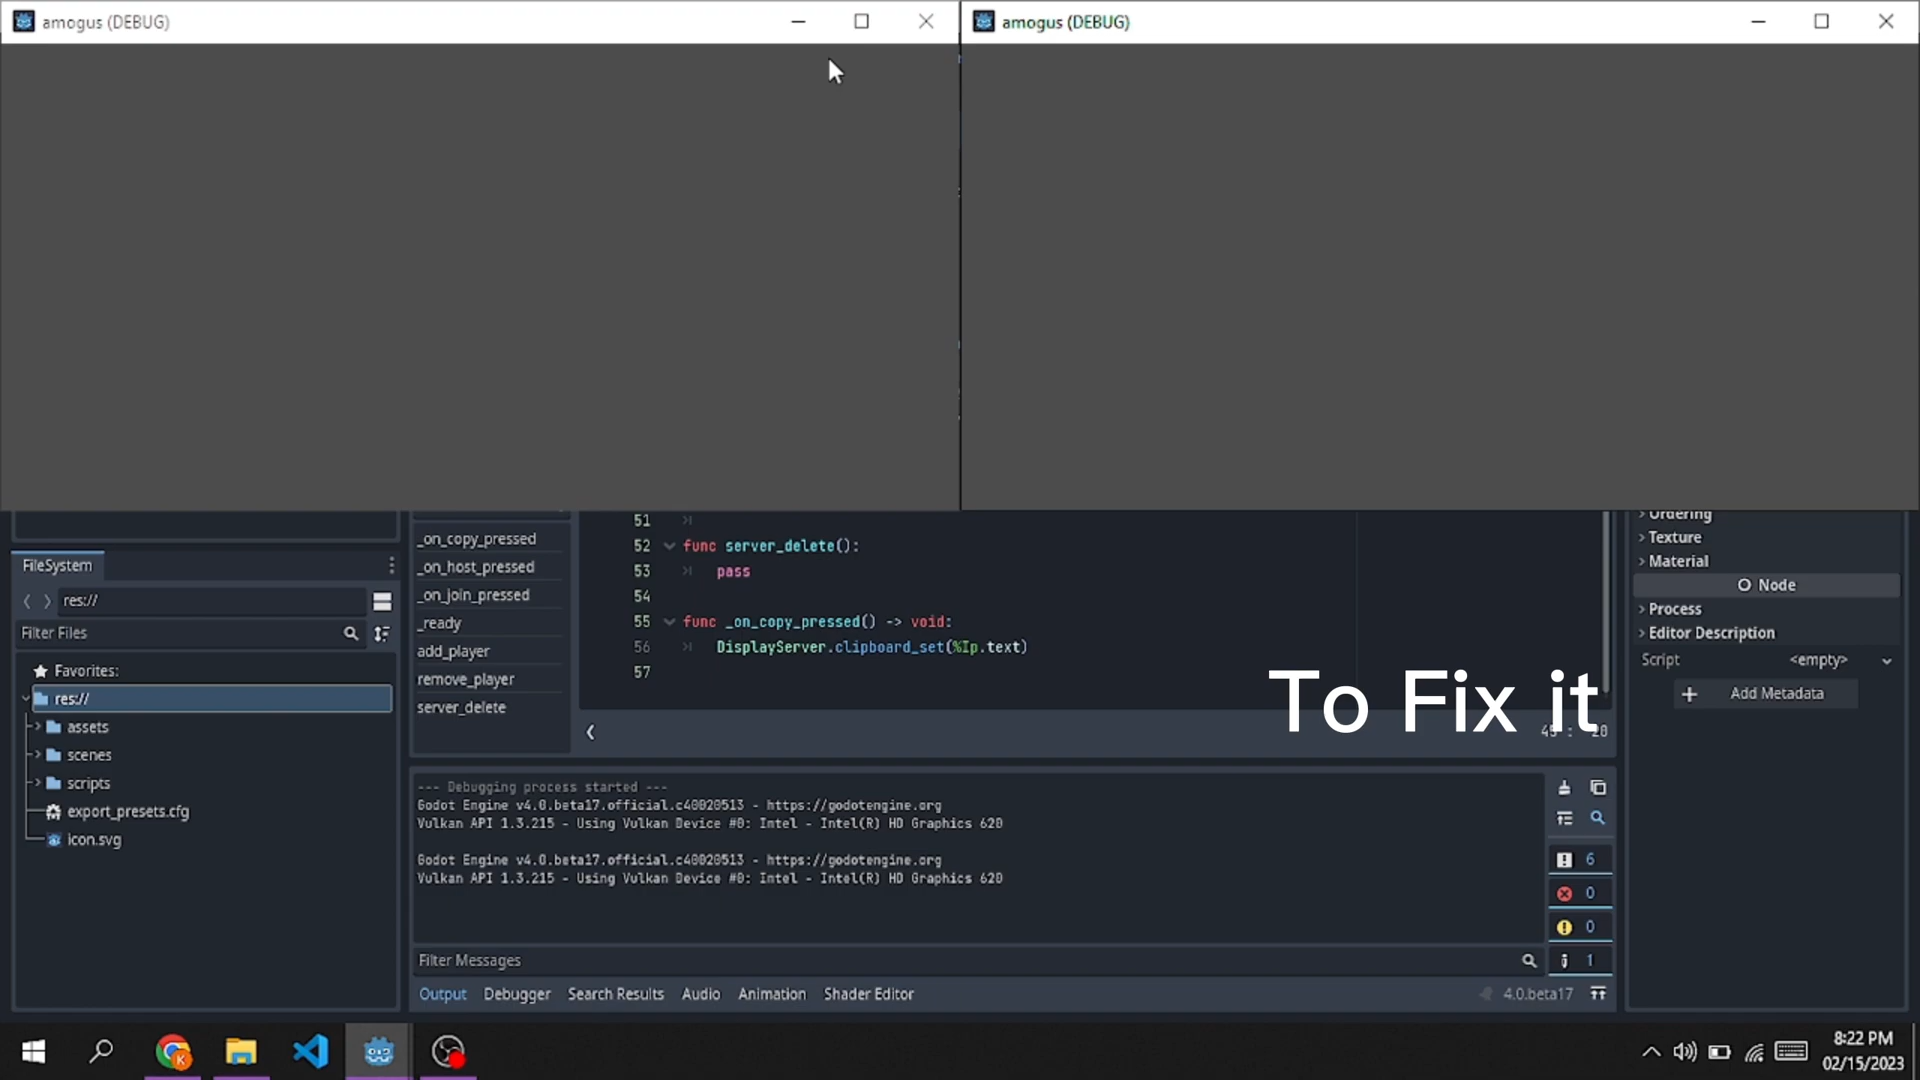 amogus (DEBUG)
amogus (DEBUG)
51
52 func server_delete():
53 pass
54
55 func _on_copy_pressed() -> void:
56 DisplayServer.clipboard_set(%Ip.text)
57
_on_copy_pressed
_on_host_pressed
_on_join_pressed
_ready
add_player
remove_player
server_delete
FileSystem
res://
Filter Files
Favorites:
res://
assets
scenes
scripts
export_presets.cfg
icon.svg
Ordering
Texture
Material
Node
Process
Editor Description
Script <empty>
Add Metadata
To Fix it
--- Debugging process started ---
Godot Engine v4.0.beta17.official.c40020513 - https://godotengine.org
Vulkan API 1.3.215 - Using Vulkan Device #0: Intel - Intel(R) HD Graphics 620
Godot Engine v4.0.beta17.official.c40020513 - https://godotengine.org
Vulkan API 1.3.215 - Using Vulkan Device #0: Intel - Intel(R) HD Graphics 620
6
0
0
1
Filter Messages
Output Debugger Search Results Audio Animation Shader Editor
4.0.beta17
K
8:22 PM
02/15/2023